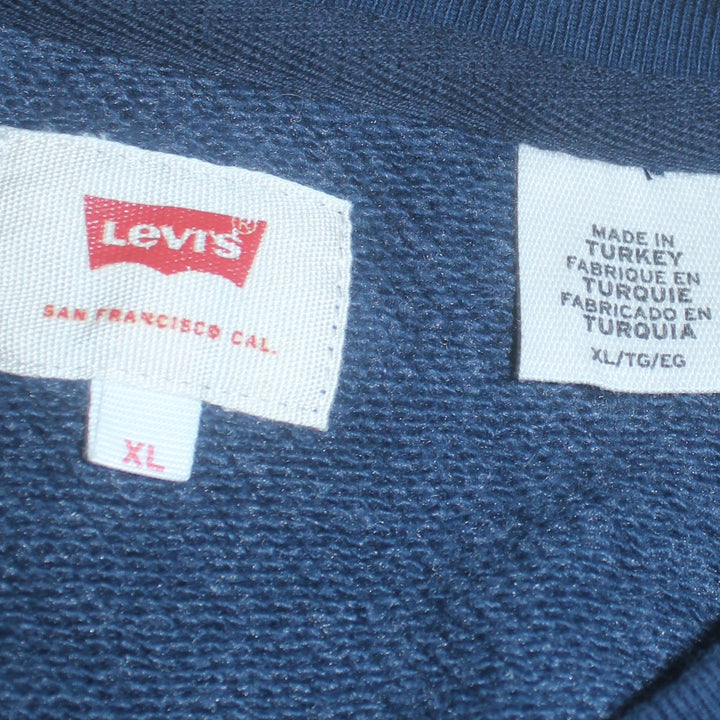 LEVI'S®
SAN FRANCISCO CAL.
XL
MADE IN
TURKEY
FABRIQUE EN
TURQUIE
FABRICADO EN
TURQUIA
XL/TG/EG